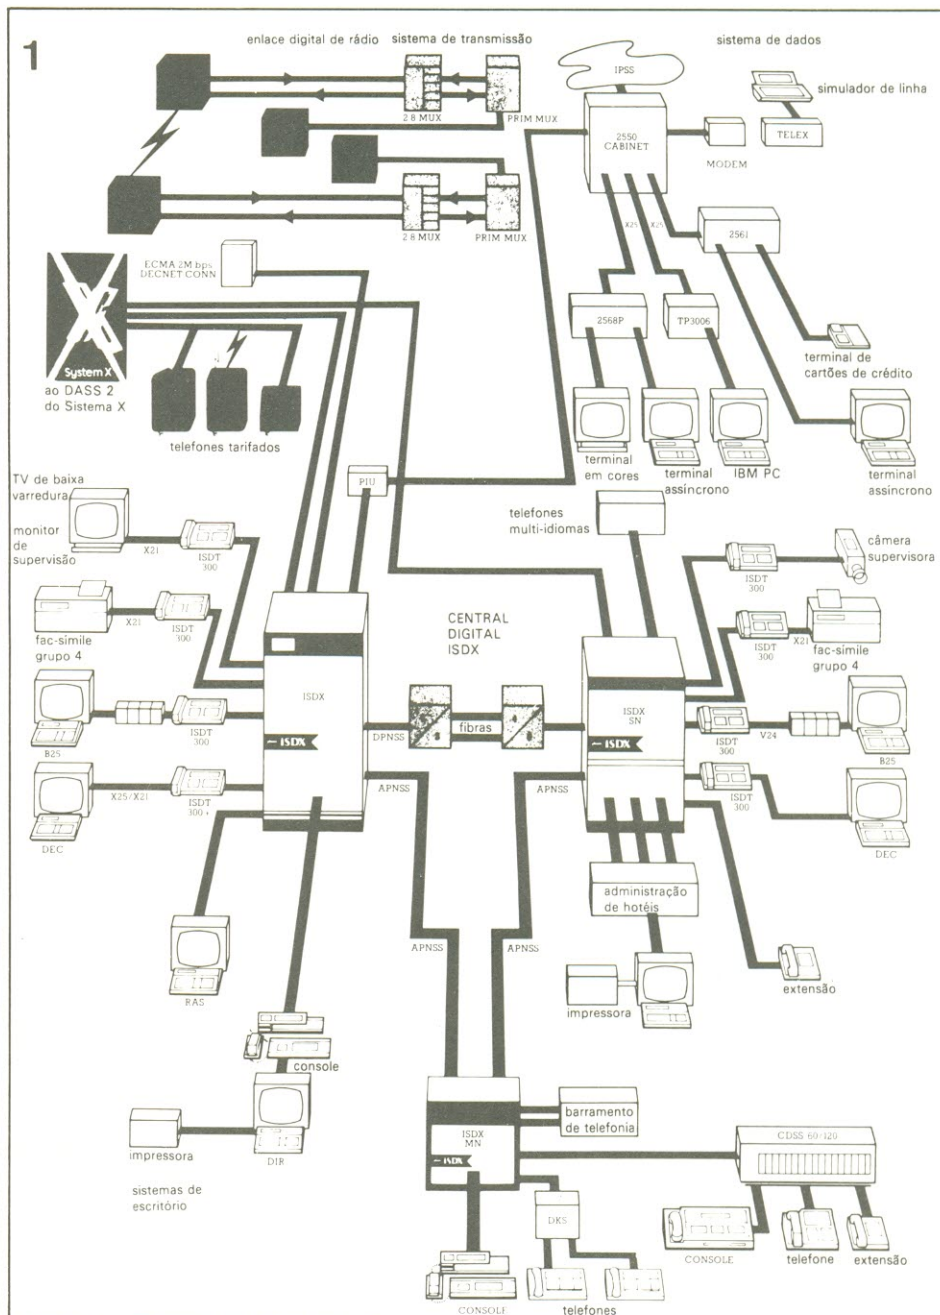 1
enlace digital de rádio
sistema de transmissão
2 8 MUX
PRIM MUX
2 8 MUX
PRIM MUX
sistema de dados
IPSS
2550
CABINET
MODEM
simulador de linha
TELEX
X25
X25
2561
2568P
TP3006
terminal de
cartões de crédito
terminal
em cores
terminal
assíncrono
IBM PC
terminal
assíncrono
ECMA 2M bps
DECNET CONN
System X
ao DASS 2
do Sistema X
telefones tarifados
PIU
telefones
multi-idiomas
TV de baixa
varredura
monitor
de
supervisão
X21
ISDT
300
fac-símile
grupo 4
X21
ISDT
300
B25
ISDT
300
DEC
X25/X21
ISDT
300
ISDX
ISDX
CENTRAL
DIGITAL
ISDX
DPNSS
fibras
APNSS
APNSS
ISDX
SN
ISDX
ISDT
300
câmera
supervisora
ISDT
300
X21
fac-símile
grupo 4
ISDT
300
V24
B25
ISDT
300
DEC
administração
de hotéis
impressora
extensão
RAS
console
impressora
DIR
sistemas de
escritório
APNSS
APNSS
ISDX
MN
ISDX
barramento
de telefonia
CDSS 60/120
DKS
CONSOLE
telefones
CONSOLE
telefone
extensão